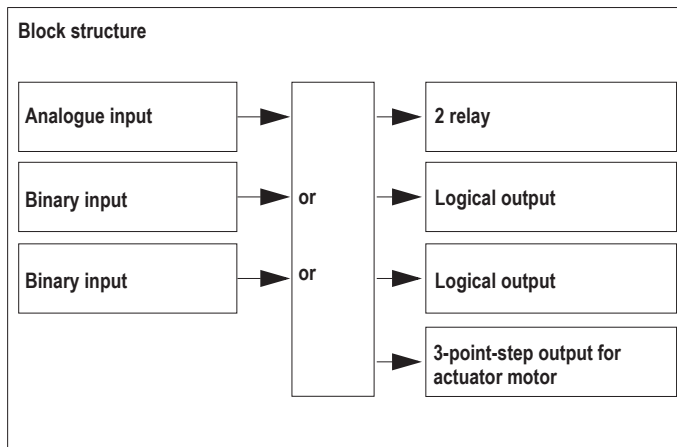 Block structure
Analogue input
2 relay
Binary input
or
Logical output
Binary input
or
Logical output
3-point-step output for
actuator motor